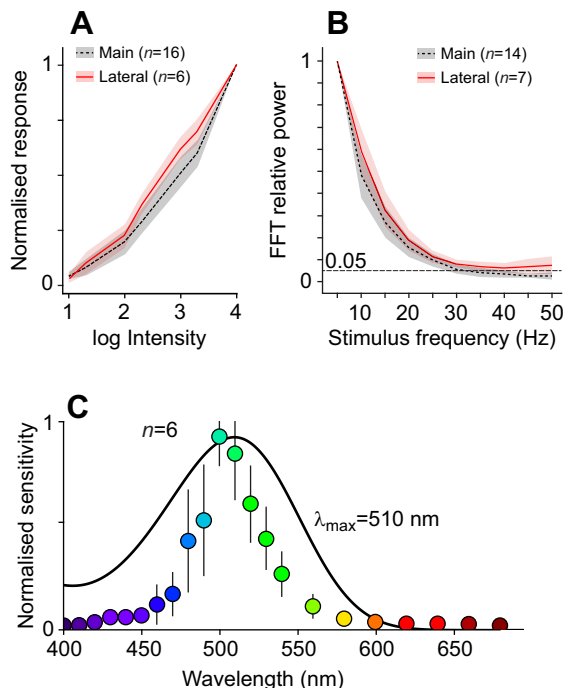 A
Main (n=16)
Lateral (n=6)
Normalised response
1
0
1
2
3
4
log Intensity
B
Main (n=14)
Lateral (n=7)
FFT relative power
1
0.05
0
10
20
30
40
50
Stimulus frequency (Hz)
C
n=6
λmax=510 nm
Normalised sensitivity
1
0
400
450
500
550
600
650
Wavelength (nm)